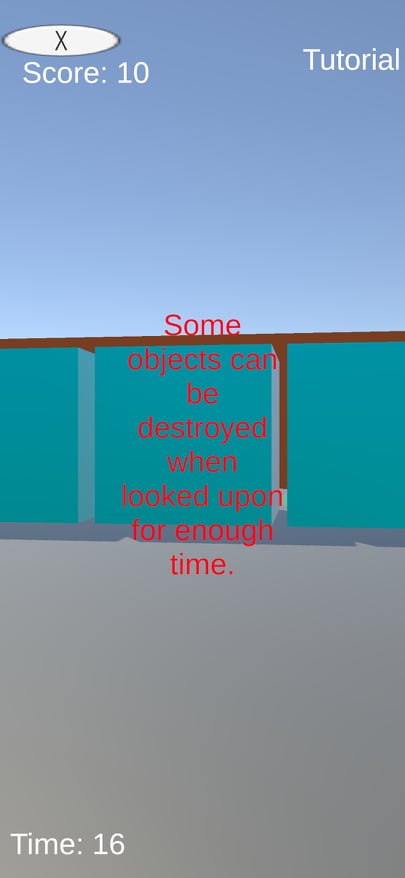 X
Score: 10
Tutorial
Some
objects can
be
destroyed
when
looked upon
for enough
time.
Time: 16